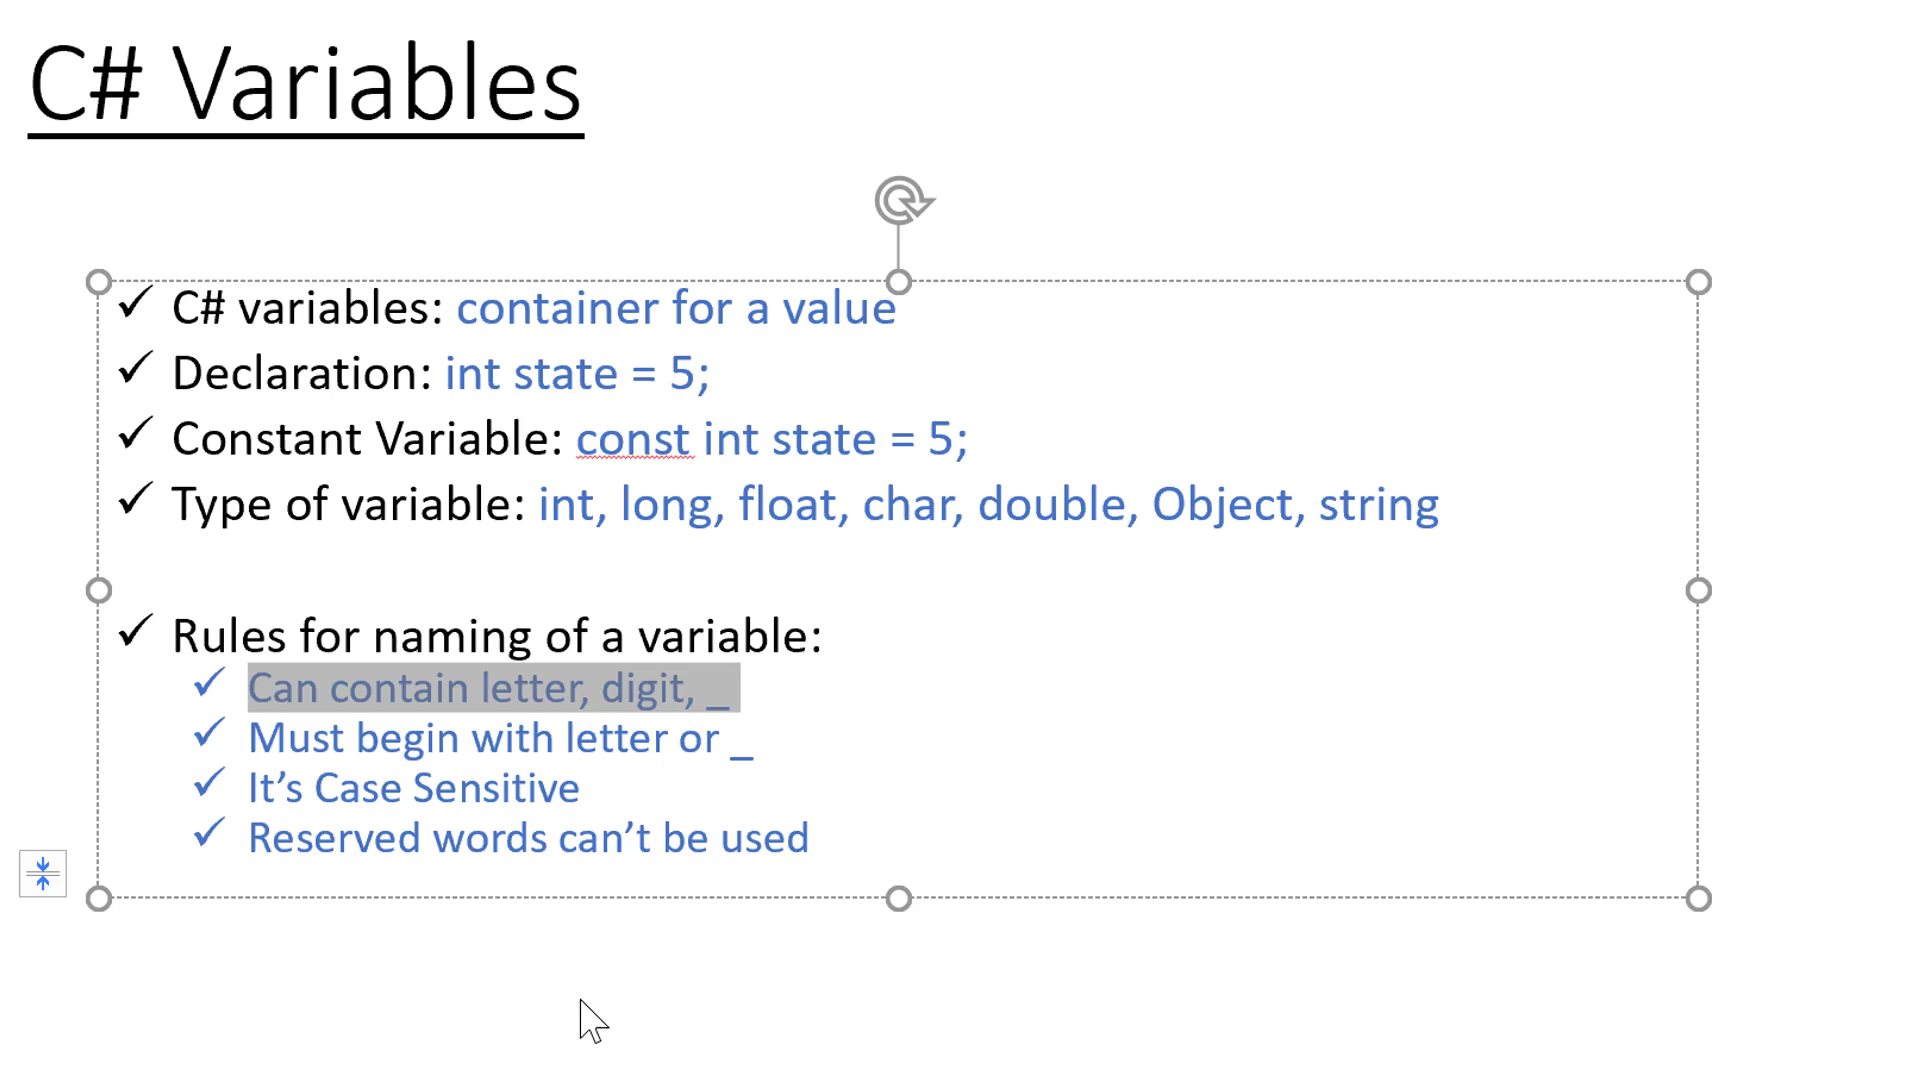 C# Variables
✓ C# variables: container for a value
✓ Declaration: int state = 5;
✓ Constant Variable: const int state = 5;
✓ Type of variable: int, long, float, char, double, Object, string
✓ Rules for naming of a variable:
✓ Can contain letter, digit, _
✓ Must begin with letter or _
✓ It’s Case Sensitive
✓ Reserved words can’t be used